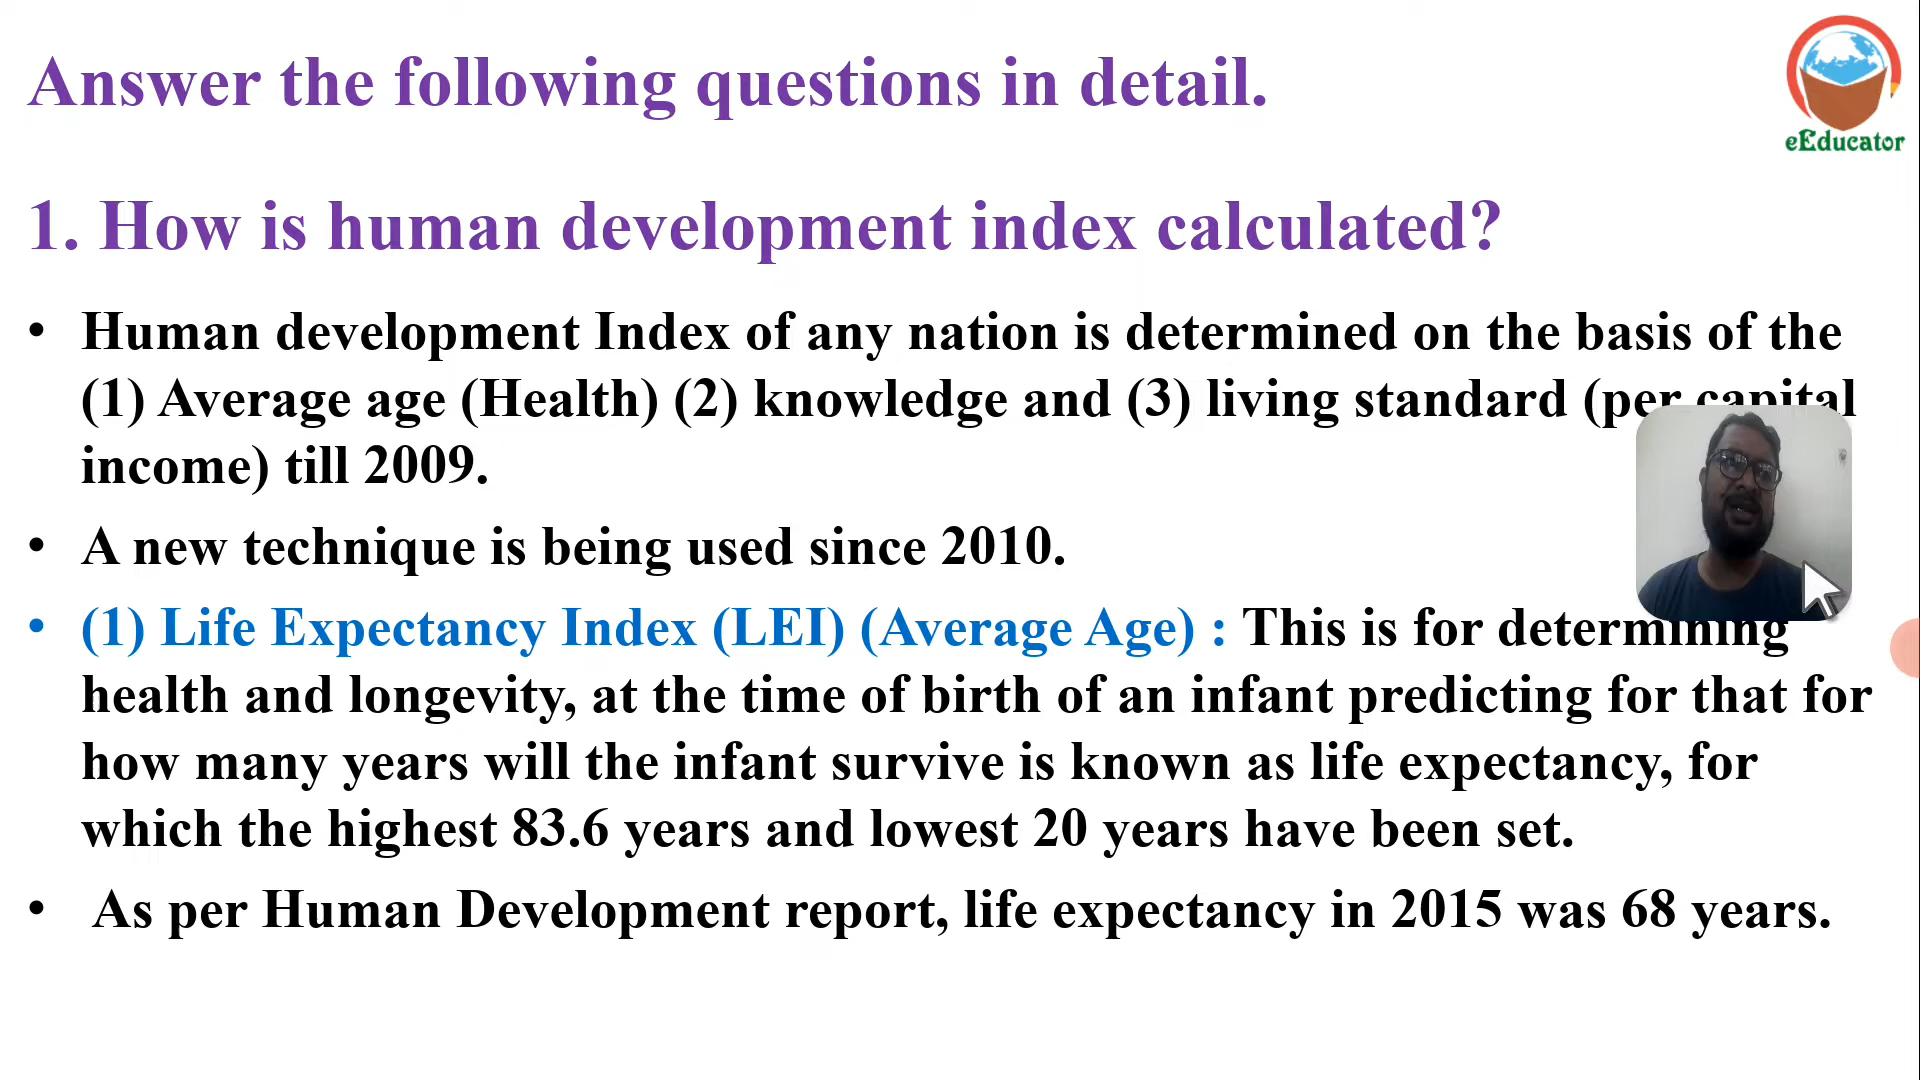 Answer the following questions in detail.
eEducator
1. How is human development index calculated?
• Human development Index of any nation is determined on the basis of the
(1) Average age (Health) (2) knowledge and (3) living standard (per capital
income) till 2009.
• A new technique is being used since 2010.
• (1) Life Expectancy Index (LEI) (Average Age) : This is for determining
health and longevity, at the time of birth of an infant predicting for that for
how many years will the infant survive is known as life expectancy, for
which the highest 83.6 years and lowest 20 years have been set.
• As per Human Development report, life expectancy in 2015 was 68 years.